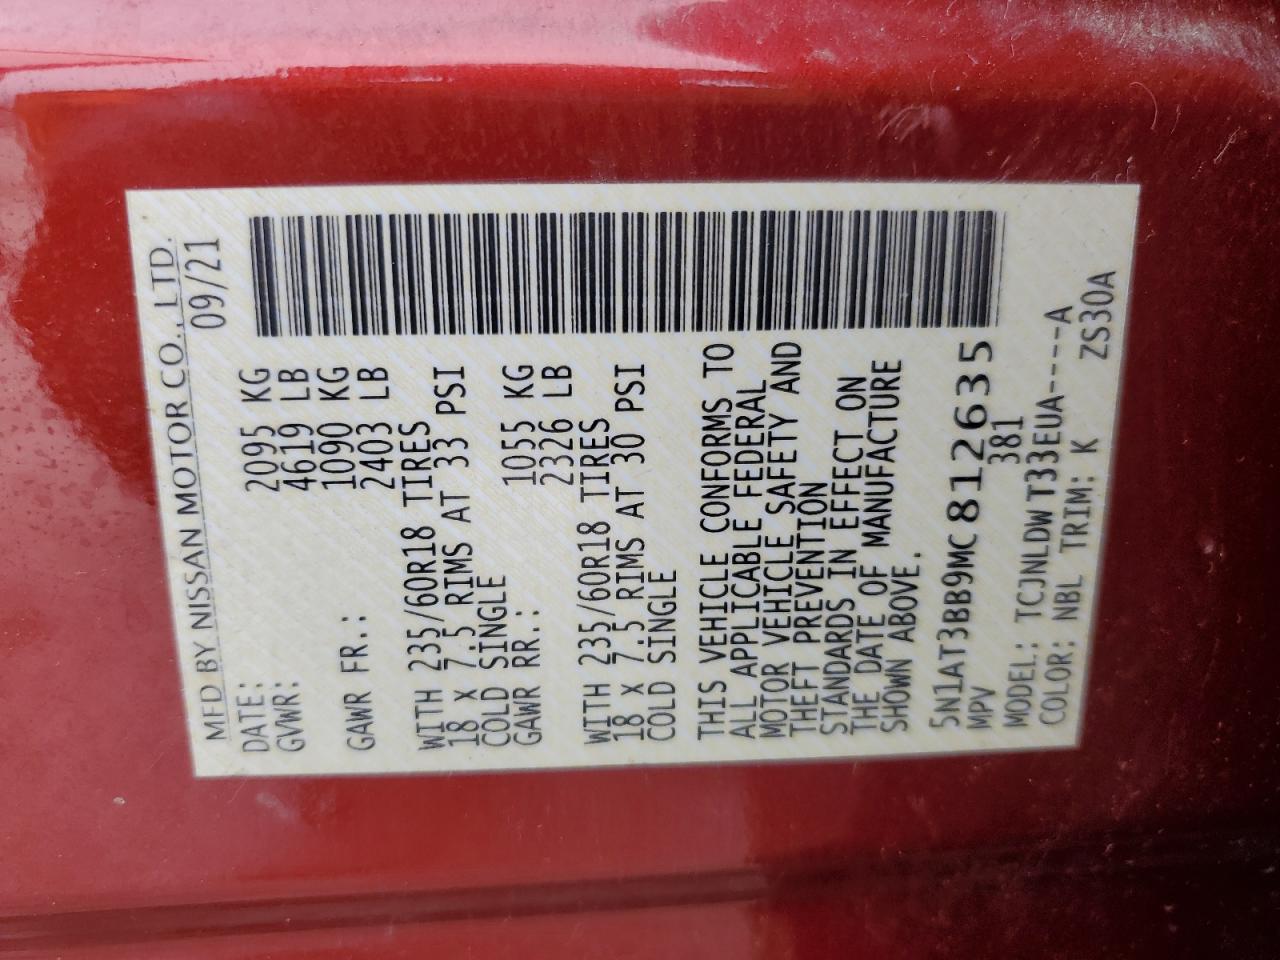 MFD BY NISSAN MOTOR CO., LTD.
DATE: 09/21
GVWR: 2095 KG
4619 LB
GAWR FR.: 1090 KG
2403 LB
WITH 235/60R18 TIRES
18 x 7.5 RIMS AT 33 PSI
COLD SINGLE
GAWR RR.: 1055 KG
2326 LB
WITH 235/60R18 TIRES
18 x 7.5 RIMS AT 30 PSI
COLD SINGLE
THIS VEHICLE CONFORMS TO
ALL APPLICABLE FEDERAL
MOTOR VEHICLE SAFETY AND
THEFT PREVENTION
STANDARDS IN EFFECT ON
THE DATE OF MANUFACTURE
SHOWN ABOVE.
5N1AT3BB9MC812635
MPV 381
MODEL: TCJNLDW T33EUA----A
COLOR: NBL TRIM: K ZS30A